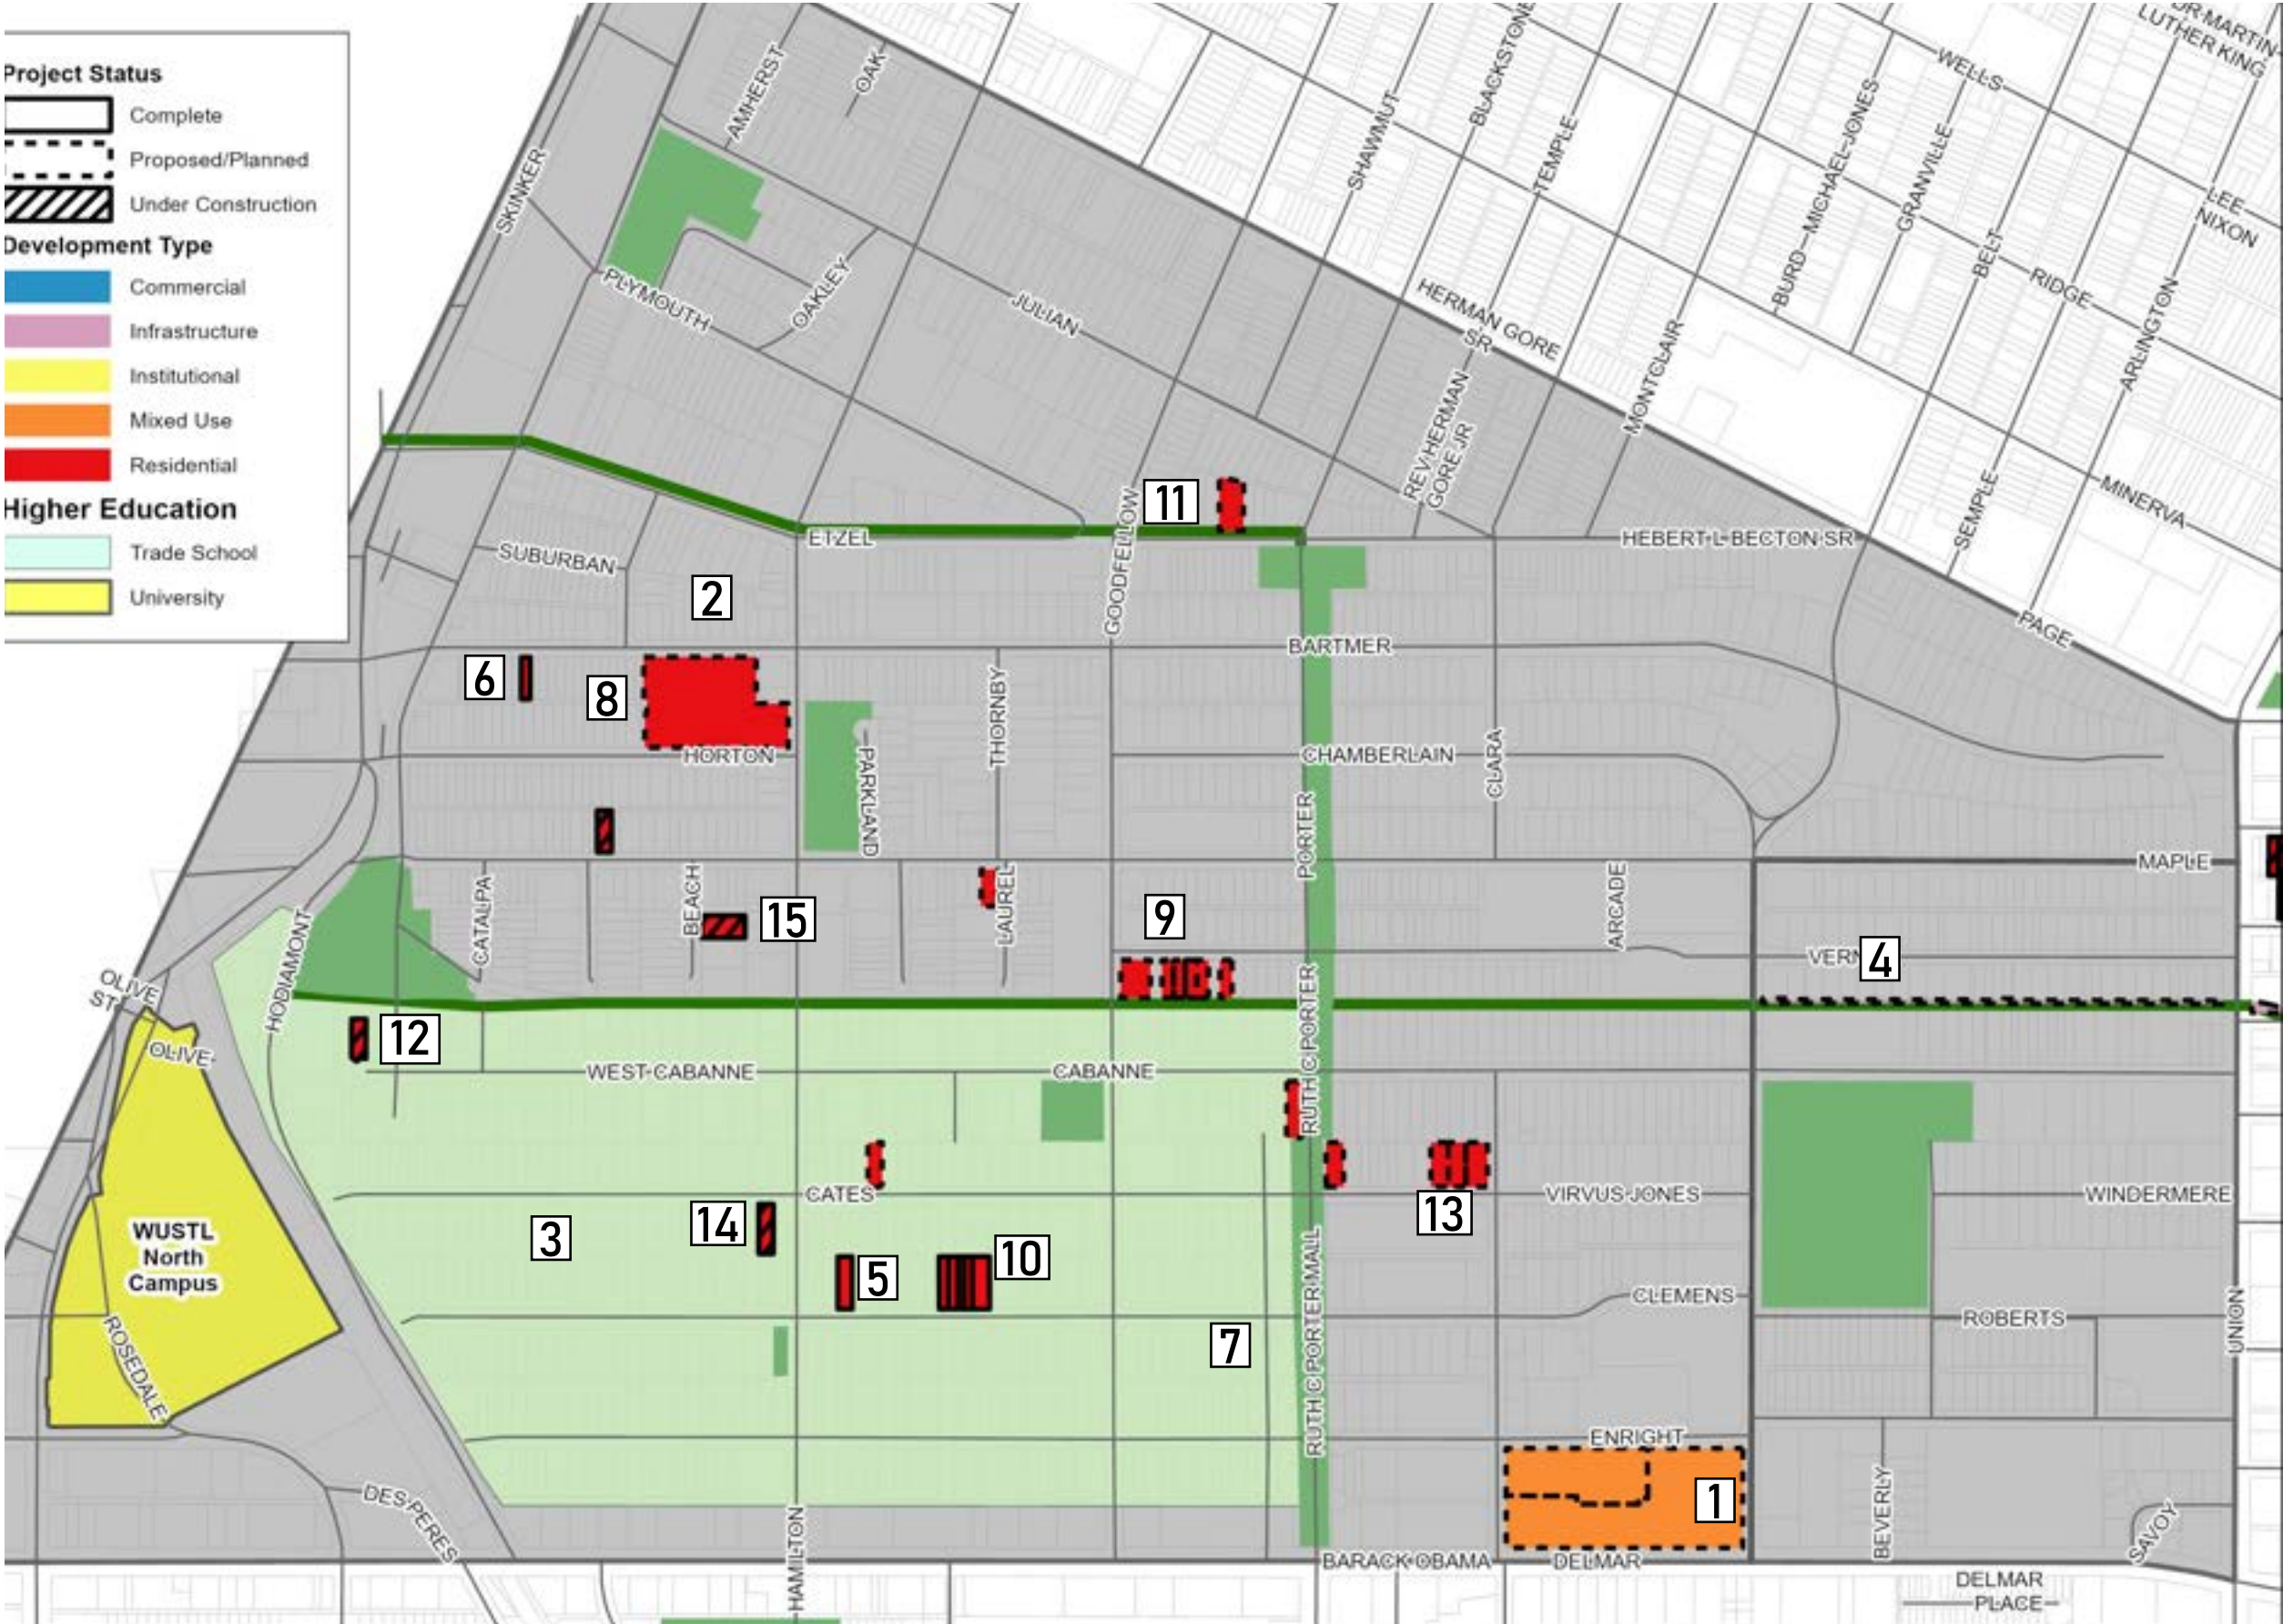 Project Status
Complete
Proposed/Planned
Under Construction
Development Type
Commercial
Infrastructure
Institutional
Mixed Use
Residential
Higher Education
Trade School
University
DR-MARTIN-
LUTHER KING
WELLS
LEE
NIXON
AMHERST
OAK
SKINKER
SHAWMUT
BLACKSTONE
TEMPLE
BURD-MICHAEL-JONES
GRANVILLE
BELT
RIDGE
ARLINGTON
PLYMOUTH
OAKLEY
JULIAN
HERMAN GORE
SR
MONTCLAIR
REV HERMAN
GORE JR
SEMPLE
MINERVA
11
GOODFELLOW
ETZEL
HEBERT L BECTON SR
SUBURBAN
2
PAGE
BARTMER
6
8
THORNBY
HORTON
PARKLAND
CHAMBERLAIN
CLARA
PORTER
MAPLE
CATALPA
BEACH
15
LAUREL
9
ARCADE
VERN
4
OLIVE
ST
HODIAMONT
OLIVE
12
WEST CABANNE
CABANNE
RUTH C PORTER
CATES
VIRVUS JONES
WINDERMERE
13
14
3
WUSTL
North
Campus
5
10
CLEMENS
ROBERTS
UNION
7
ROSEDALE
RUTH C PORTER MALL
ENRIGHT
1
DES PERES
HAMILTON
BEVERLY
SAVOY
BARACK OBAMA
DELMAR
DELMAR
PLACE